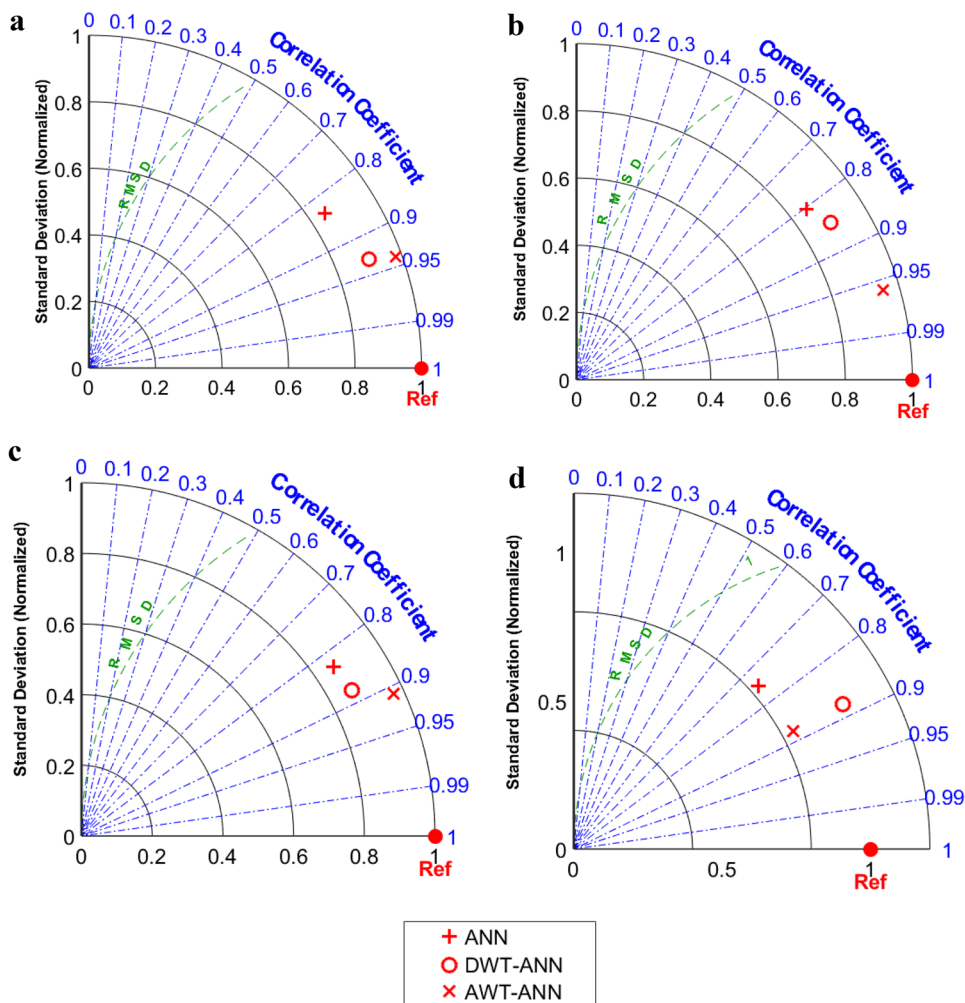 a
0 0.1 0.2 0.3 0.4 0.5 0.6 0.7 0.8 0.9 0.95 0.99 1
Correlation Coefficient
Standard Deviation (Normalized)
1
0.8
0.6
0.4
0.2
0
RMSD
0 0.2 0.4 0.6 0.8 1
Ref
b
0 0.1 0.2 0.3 0.4 0.5 0.6 0.7 0.8 0.9 0.95 0.99 1
Correlation Coefficient
Standard Deviation (Normalized)
1
0.8
0.6
0.4
0.2
0
R M S D
0 0.2 0.4 0.6 0.8 1
Ref
c
0 0.1 0.2 0.3 0.4 0.5 0.6 0.7 0.8 0.9 0.95 0.99 1
Correlation Coefficient
Standard Deviation (Normalized)
1
0.8
0.6
0.4
0.2
0
R M S D
0 0.2 0.4 0.6 0.8 1
Ref
d
0 0.1 0.2 0.3 0.4 0.5 0.6 0.7 0.8 0.9 0.95 0.99 1
Correlation Coefficient
Standard Deviation (Normalized)
1
0.5
0
1
RMSD
0 0.5 1
Ref
ANN
DWT-ANN
AWT-ANN